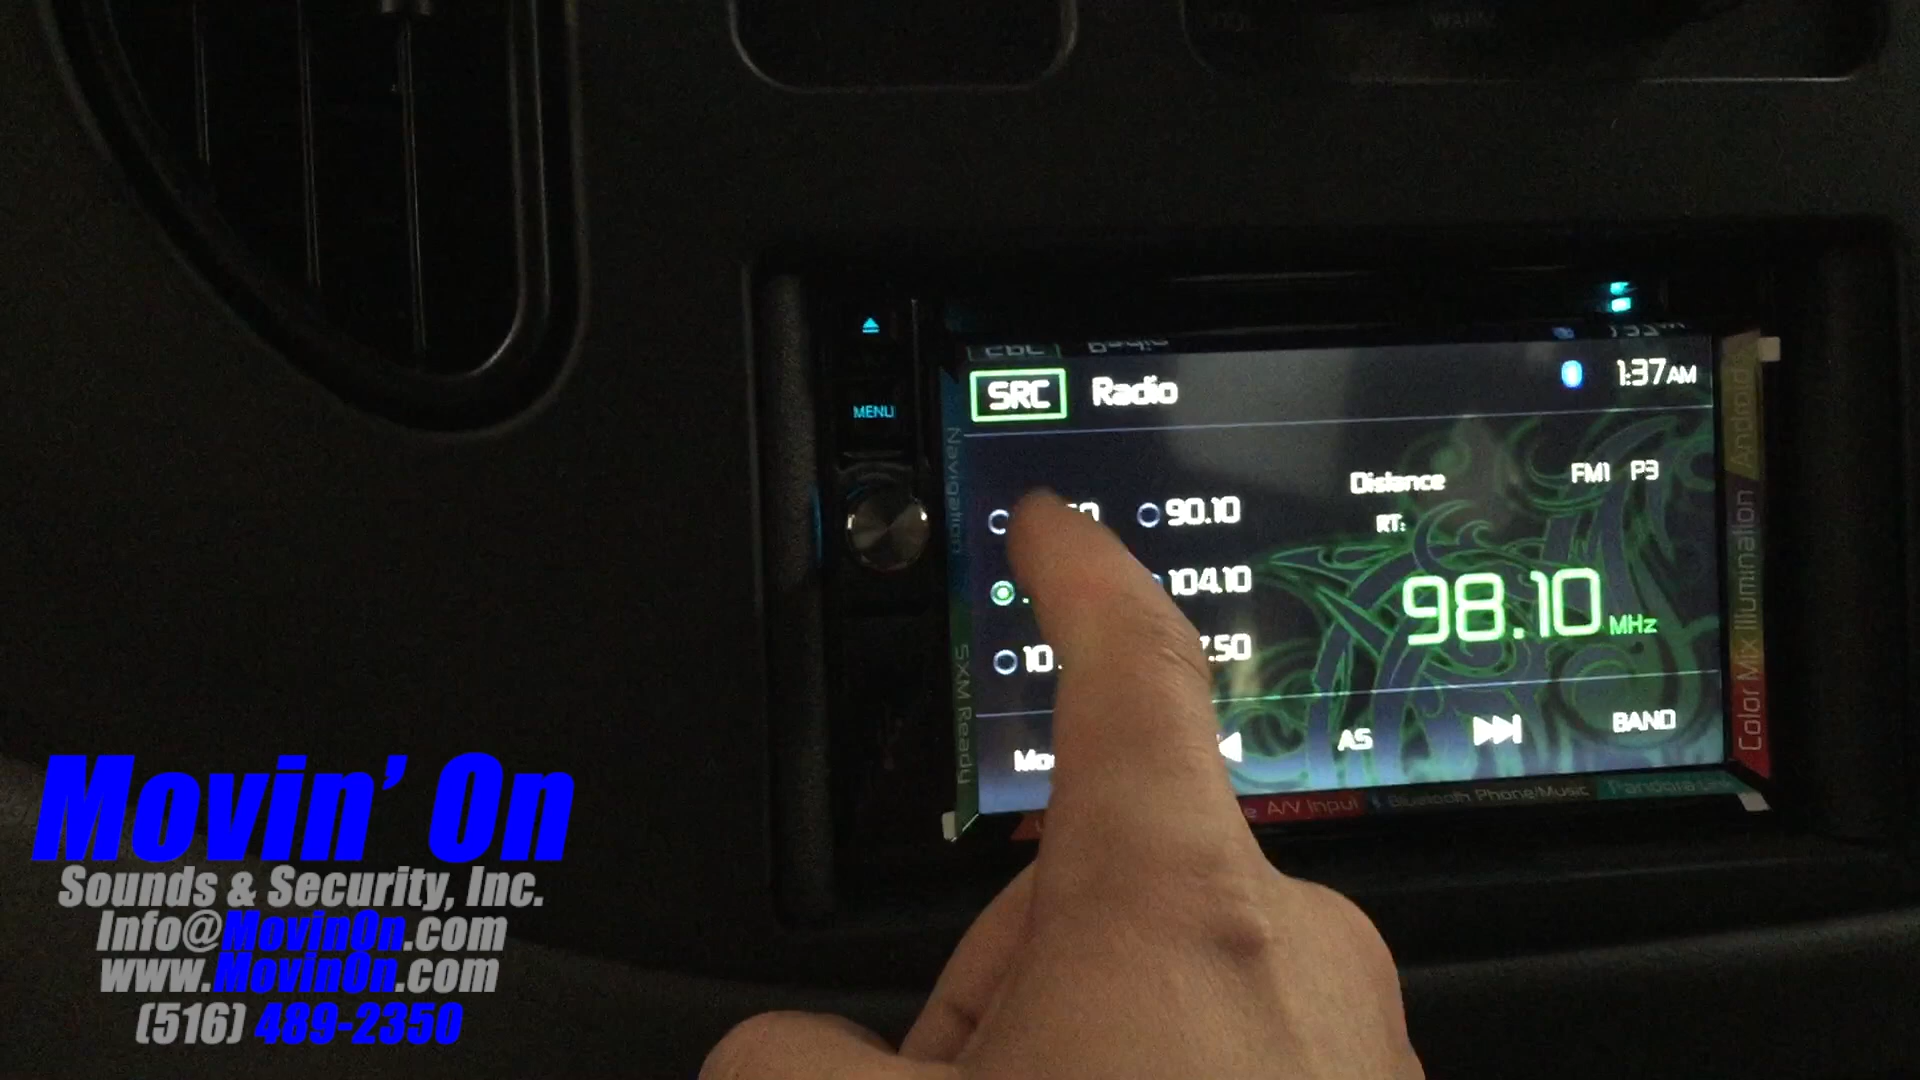 MENU
SRC Radio 1:37AM
90.10
104.10
Distance
FM1 P3
RT:
98.10 MHz
AS
BAND
Navigation
SXM Ready
Android
Color Mix Illumination
A/V Input
Bluetooth Phone/Music
Pandora
Movin' On
Sounds & Security, Inc.
Info@MovinOn.com
www.MovinOn.com
(516) 489-2350